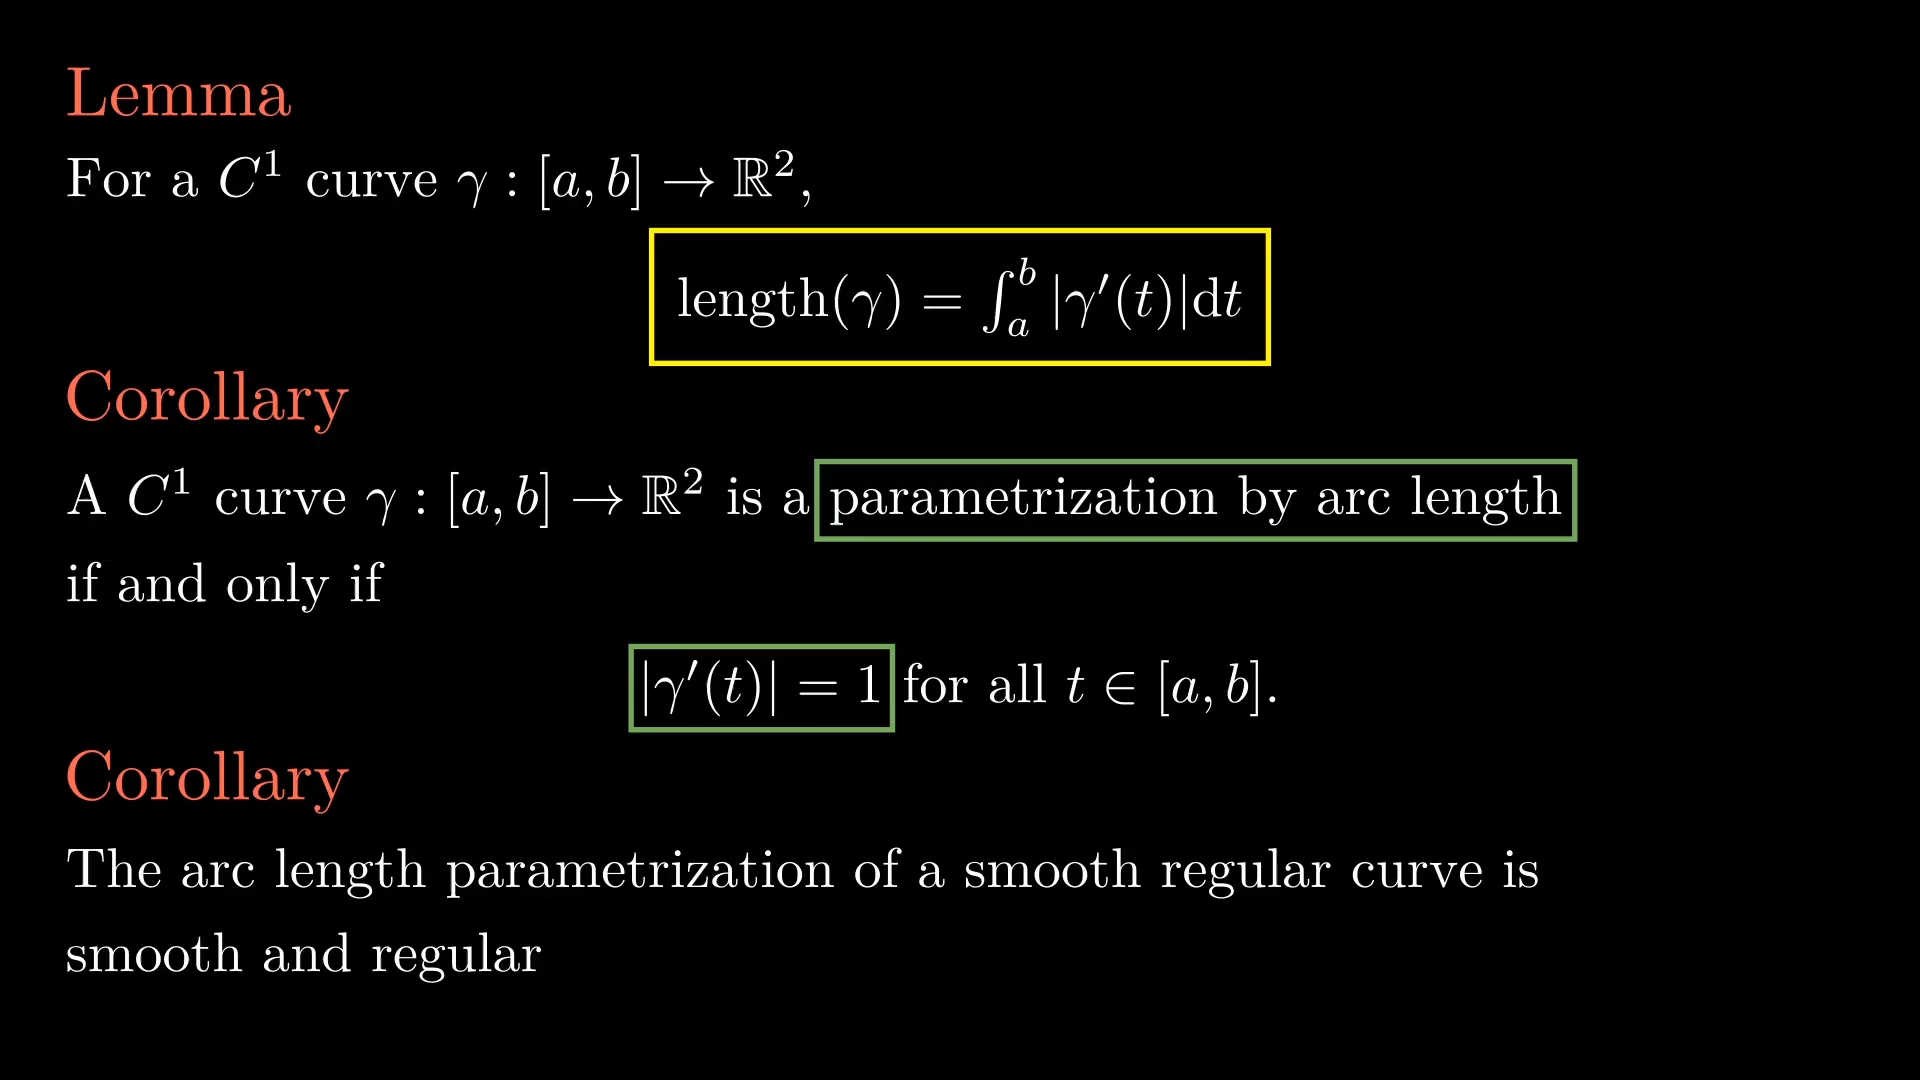 Lemma
For a C¹ curve γ : [a, b] → ℝ²,
length(γ) = ∫ₐᵇ |γ′(t)|dt
Corollary
A C¹ curve γ : [a, b] → ℝ² is a parametrization by arc length
if and only if
|γ′(t)| = 1 for all t ∈ [a, b].
Corollary
The arc length parametrization of a smooth regular curve is
smooth and regular